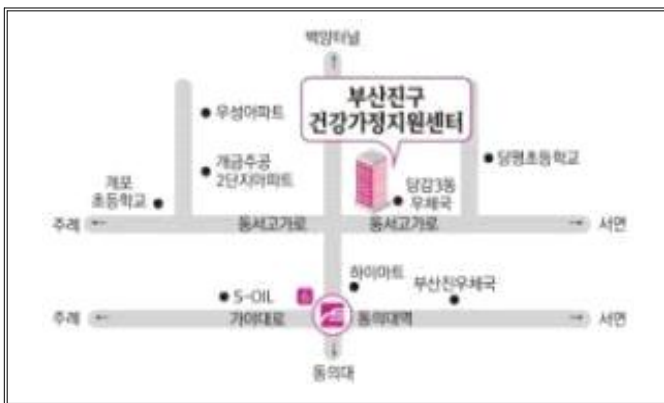 백양터널
↑
부산진구
건강가정지원센터
우성아파트
개금주공
2단지아파트
당평초등학교
개포
초등학교
당감3동
우체국
주례 ←
동서고가로
동서고가로
→ 서면
하이마트
S-OIL
6
부산진우체국
주례 ←
가야대로
동의대역
→ 서면
↓
동의대